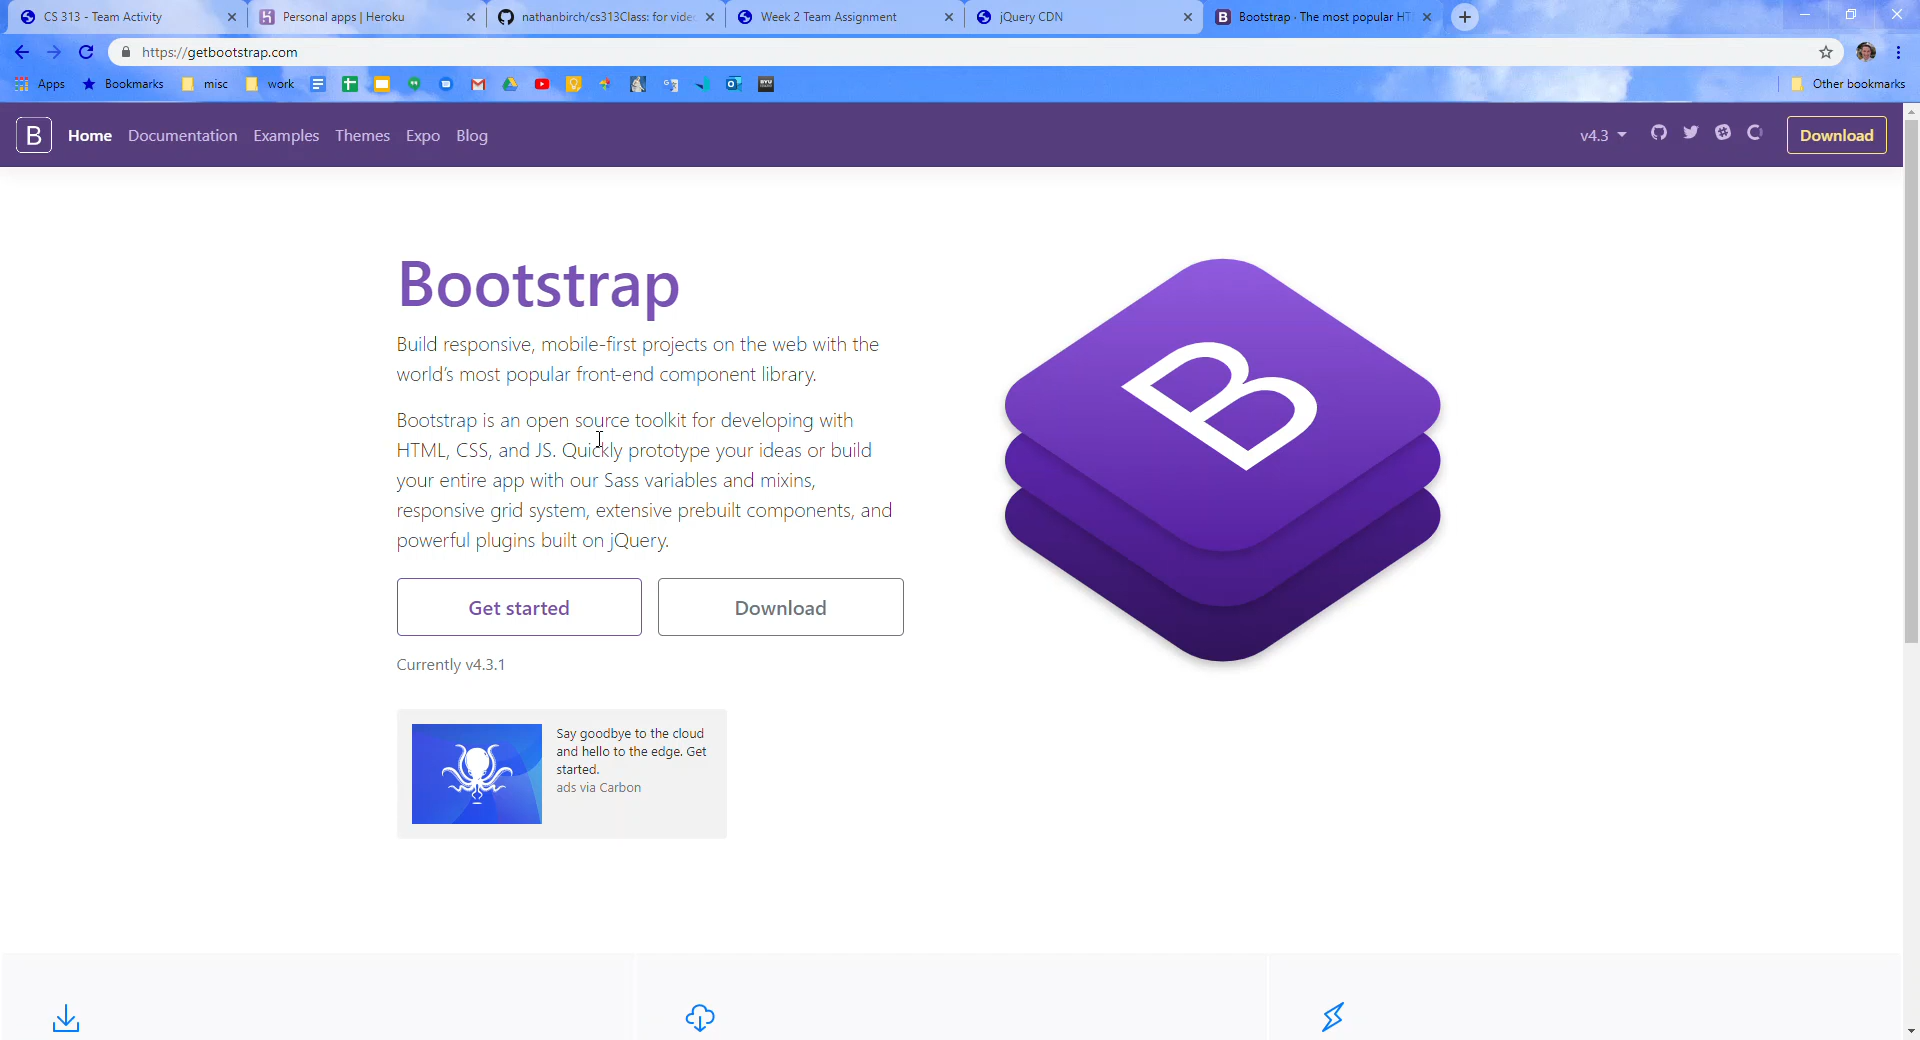 CS 313 - Team Activity
Personal apps | Heroku
nathanbirch/cs313Class: for vide
Week 2 Team Assignment
jQuery CDN
Bootstrap · The most popular HT
https://getbootstrap.com
Apps
Bookmarks
misc
work
Other bookmarks
B
Home
Documentation
Examples
Themes
Expo
Blog
v4.3
Download
Bootstrap
Build responsive, mobile-first projects on the web with the
world's most popular front-end component library.
Bootstrap is an open source toolkit for developing with
HTML, CSS, and JS. Quickly prototype your ideas or build
your entire app with our Sass variables and mixins,
responsive grid system, extensive prebuilt components, and
powerful plugins built on jQuery.
Get started
Download
Currently v4.3.1
B
Say goodbye to the cloud
and hello to the edge. Get
started.
ads via Carbon